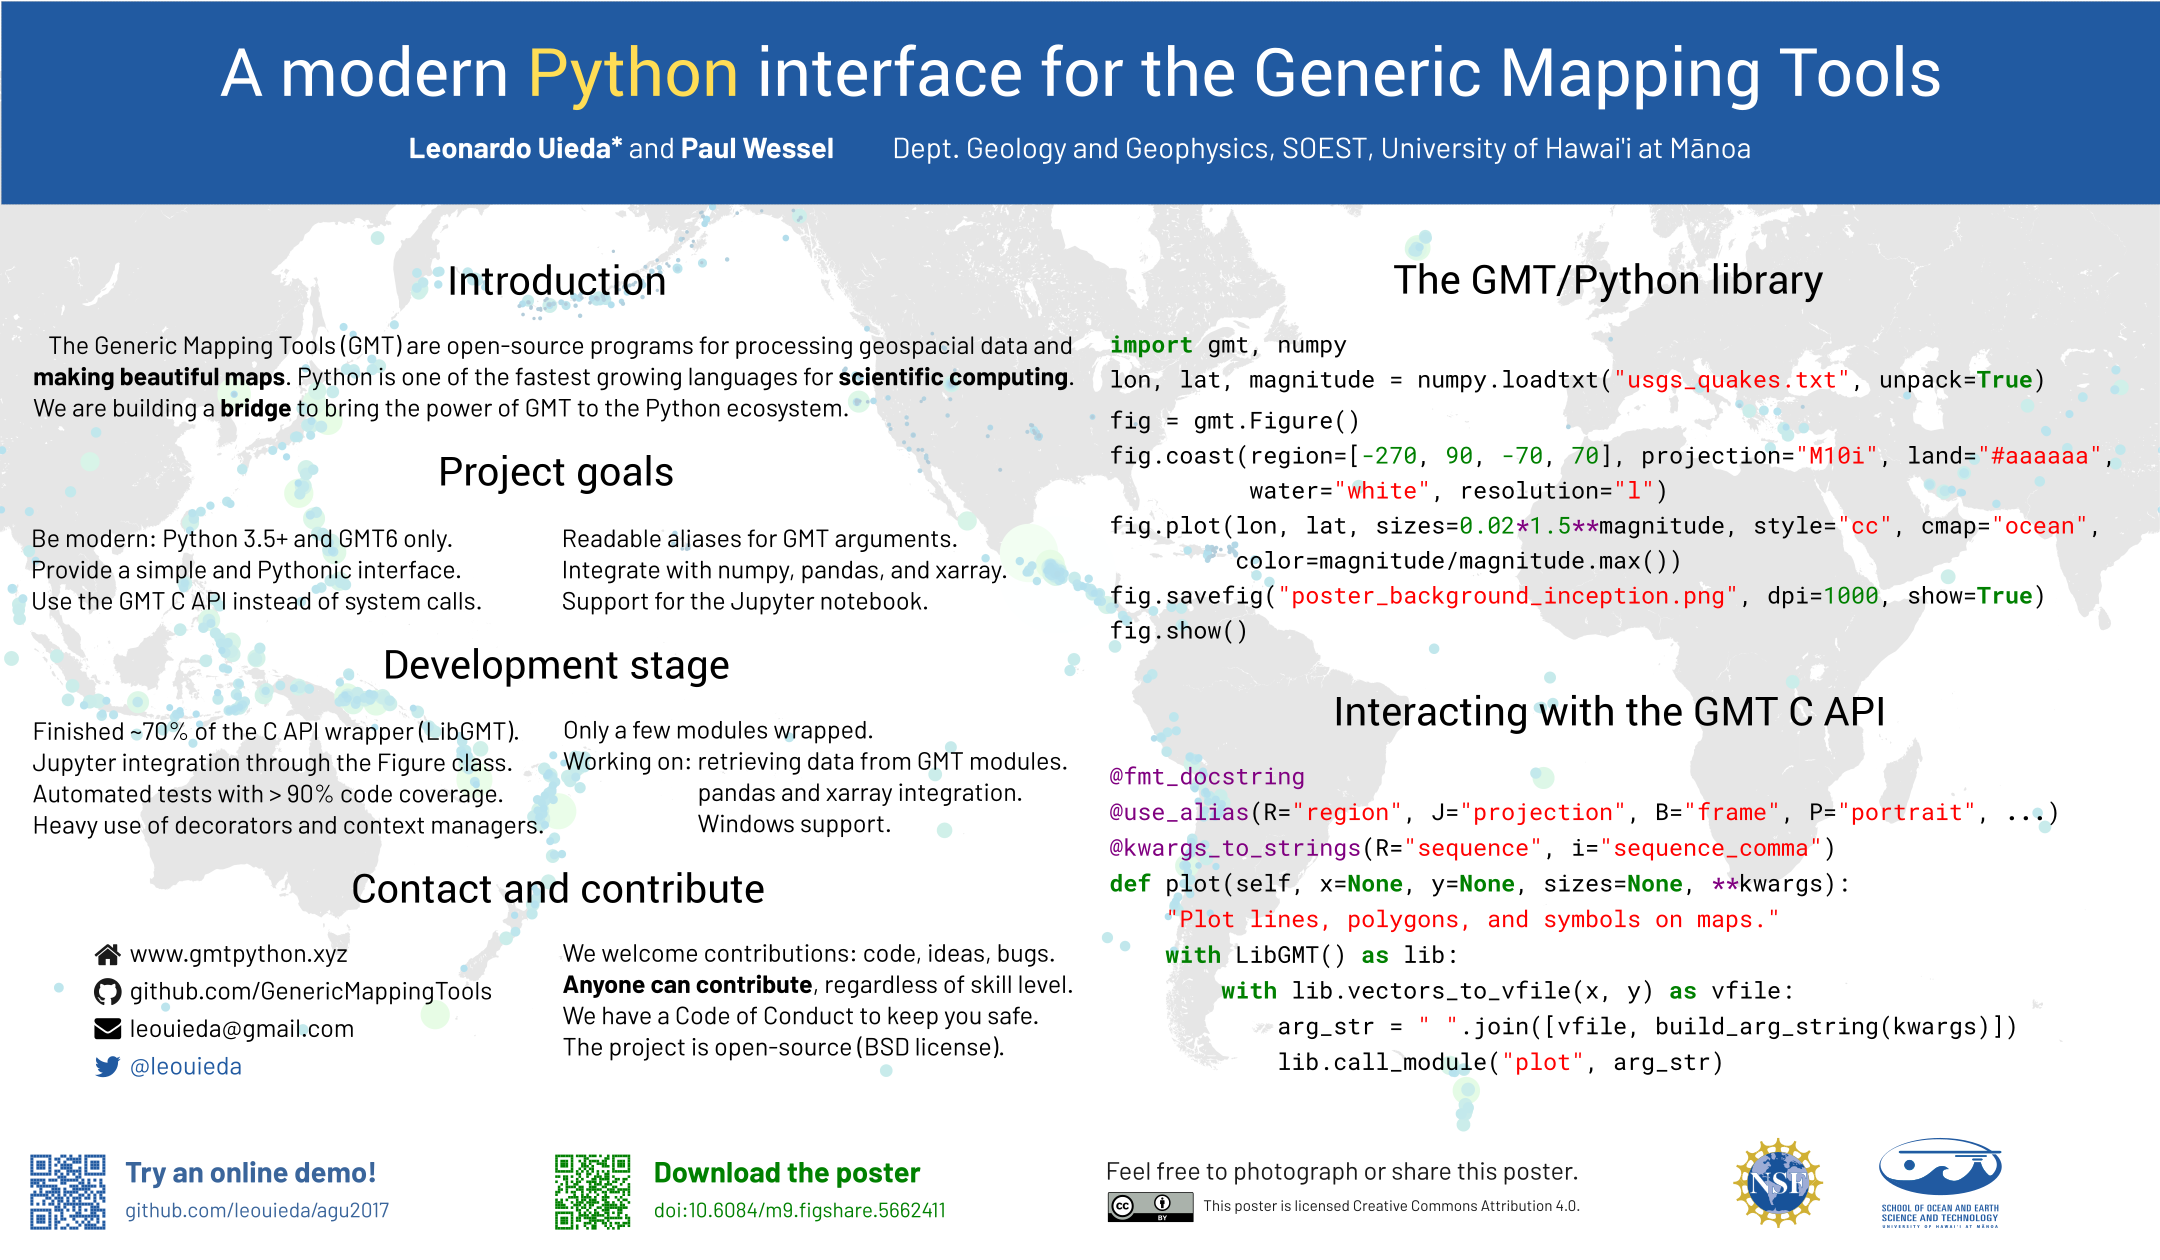 A modern Python interface for the Generic Mapping Tools
Leonardo Uieda* and Paul Wessel Dept. Geology and Geophysics, SOEST, University of Hawai'i at Mānoa
Introduction
The Generic Mapping Tools (GMT) are open-source programs for processing geospacial data and
making beautiful maps. Python is one of the fastest growing languages for scientific computing.
We are building a bridge to bring the power of GMT to the Python ecosystem.
Project goals
Be modern: Python 3.5+ and GMT6 only.
Provide a simple and Pythonic interface.
Use the GMT C API instead of system calls.
Readable aliases for GMT arguments.
Integrate with numpy, pandas, and xarray.
Support for the Jupyter notebook.
Development stage
Finished ~70% of the C API wrapper (LibGMT).
Jupyter integration through the Figure class.
Automated tests with > 90% code coverage.
Heavy use of decorators and context managers.
Only a few modules wrapped.
Working on: retrieving data from GMT modules.
pandas and xarray integration.
Windows support.
Contact and contribute
www.gmtpython.xyz
github.com/GenericMappingTools
leouieda@gmail.com
@leouieda
We welcome contributions: code, ideas, bugs.
Anyone can contribute, regardless of skill level.
We have a Code of Conduct to keep you safe.
The project is open-source (BSD license).
The GMT/Python library
import gmt, numpy
lon, lat, magnitude = numpy.loadtxt("usgs_quakes.txt", unpack=True)
fig = gmt.Figure()
fig.coast(region=[-270, 90, -70, 70], projection="M10i", land="#aaaaaa",
water="white", resolution="l")
fig.plot(lon, lat, sizes=0.02*1.5**magnitude, style="cc", cmap="ocean",
color=magnitude/magnitude.max())
fig.savefig("poster_background_inception.png", dpi=1000, show=True)
fig.show()
Interacting with the GMT C API
@fmt_docstring
@use_alias(R="region", J="projection", B="frame", P="portrait", ...)
@kwargs_to_strings(R="sequence", i="sequence_comma")
def plot(self, x=None, y=None, sizes=None, **kwargs):
"Plot lines, polygons, and symbols on maps."
with LibGMT() as lib:
with lib.vectors_to_vfile(x, y) as vfile:
arg_str = " ".join([vfile, build_arg_string(kwargs)])
lib.call_module("plot", arg_str)
Try an online demo!
github.com/leouieda/agu2017
Download the poster
doi:10.6084/m9.figshare.5662411
Feel free to photograph or share this poster.
cc BY
This poster is licensed Creative Commons Attribution 4.0.
NSF
SCHOOL OF OCEAN AND EARTH
SCIENCE AND TECHNOLOGY
UNIVERSITY OF HAWAI'I AT MĀNOA